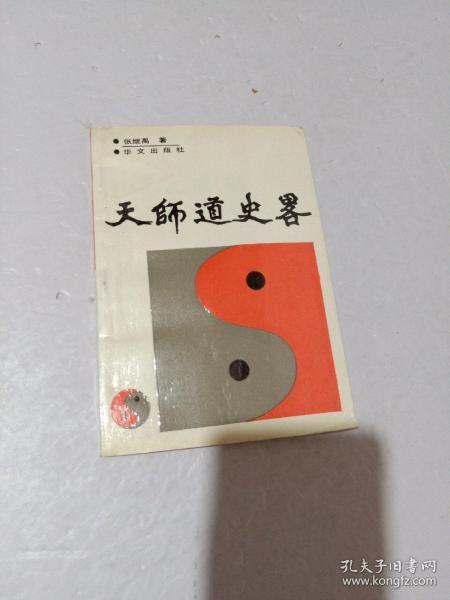 ● 张继禹 著
● 华文出版社
天師道史畧
孔夫子旧书网
www.kongfz.com